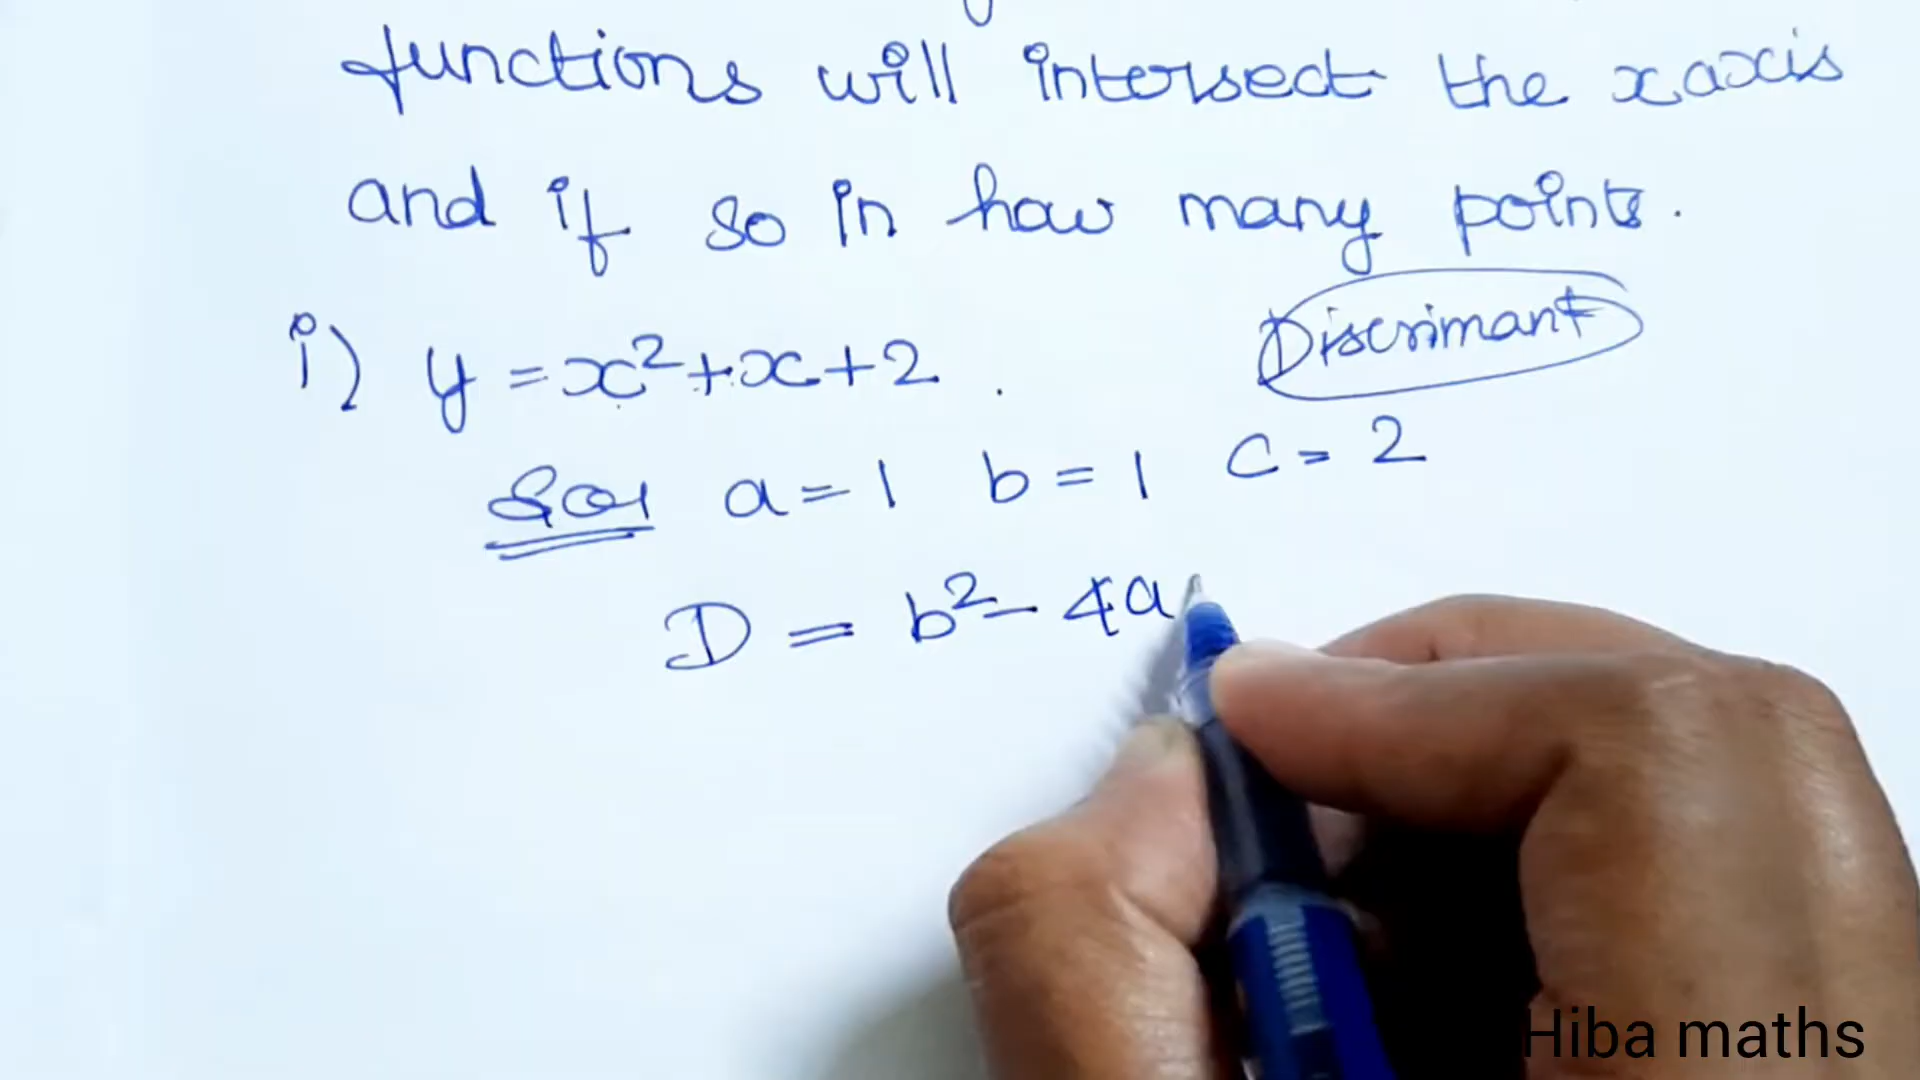 functions will intersect the x axis
and if so in how many points.
i) y = x²+x+2 .
Discrimant
Sol a = 1 b = 1 c = 2
D = b² - 4a
Hiba maths